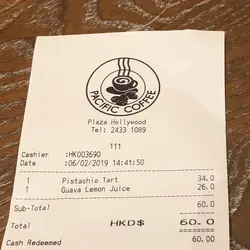 PACIFIC COFFEE
Plaza Hollywood
Tel: 2433 1089
111
Cashier :HK003690
Date :06/02/2019 14:41:50
1 Pistachio Tart 34.0
1 Guava Lemon Juice 26.0
Sub-Total 60.0
Total HKD$ 60.0
Cash Redeemed 60.00